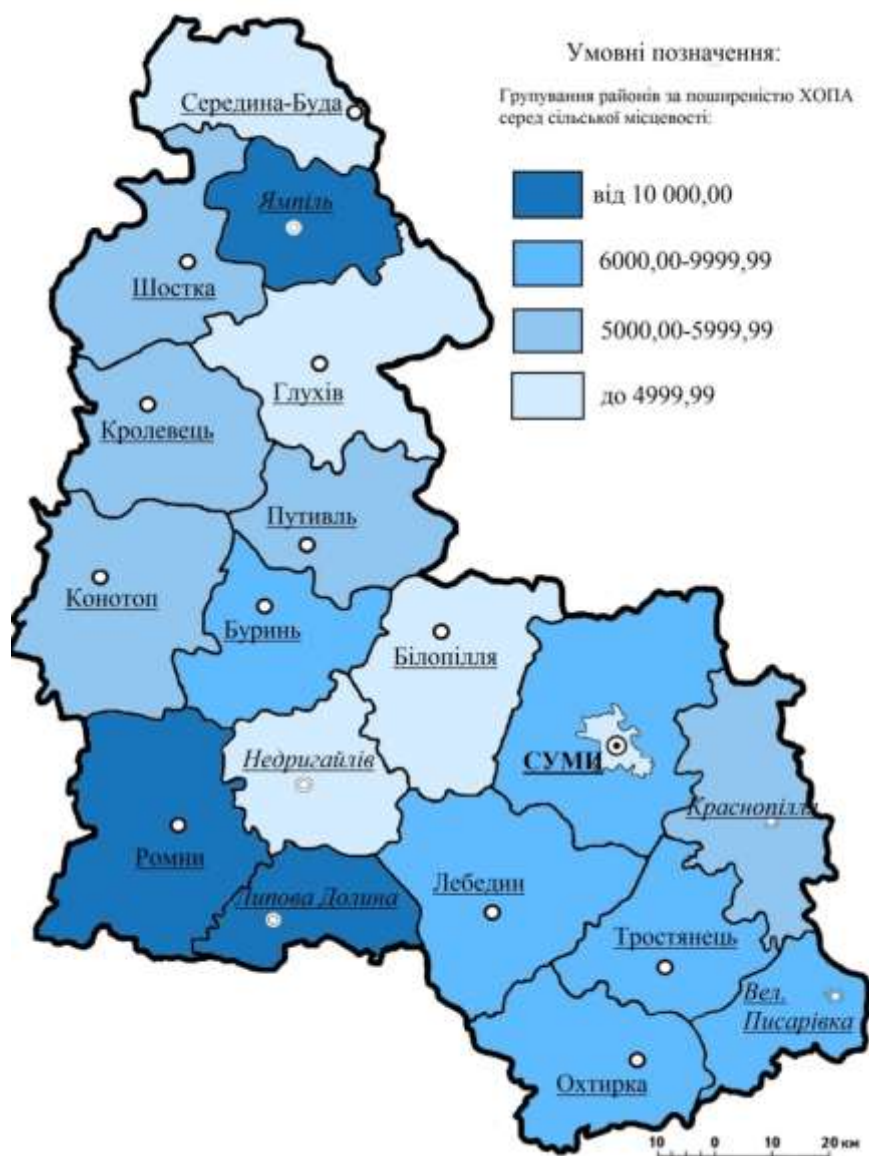 Умовні позначення:
Групування районів за поширеністю ХОПА
серед сільської місцевості:
від 10 000,00
6000,00-9999,99
5000,00-5999,99
до 4999,99
Середина-Буда
Ямпіль
Шостка
Глухів
Кролевець
Путивль
Конотоп
Буринь
Білопілля
Недригайлів
СУМИ
Краснопілля
Ромни
Липова Долина
Лебедин
Тростянець
Вел.
Писарівка
Охтирка
10 0 10 20 км